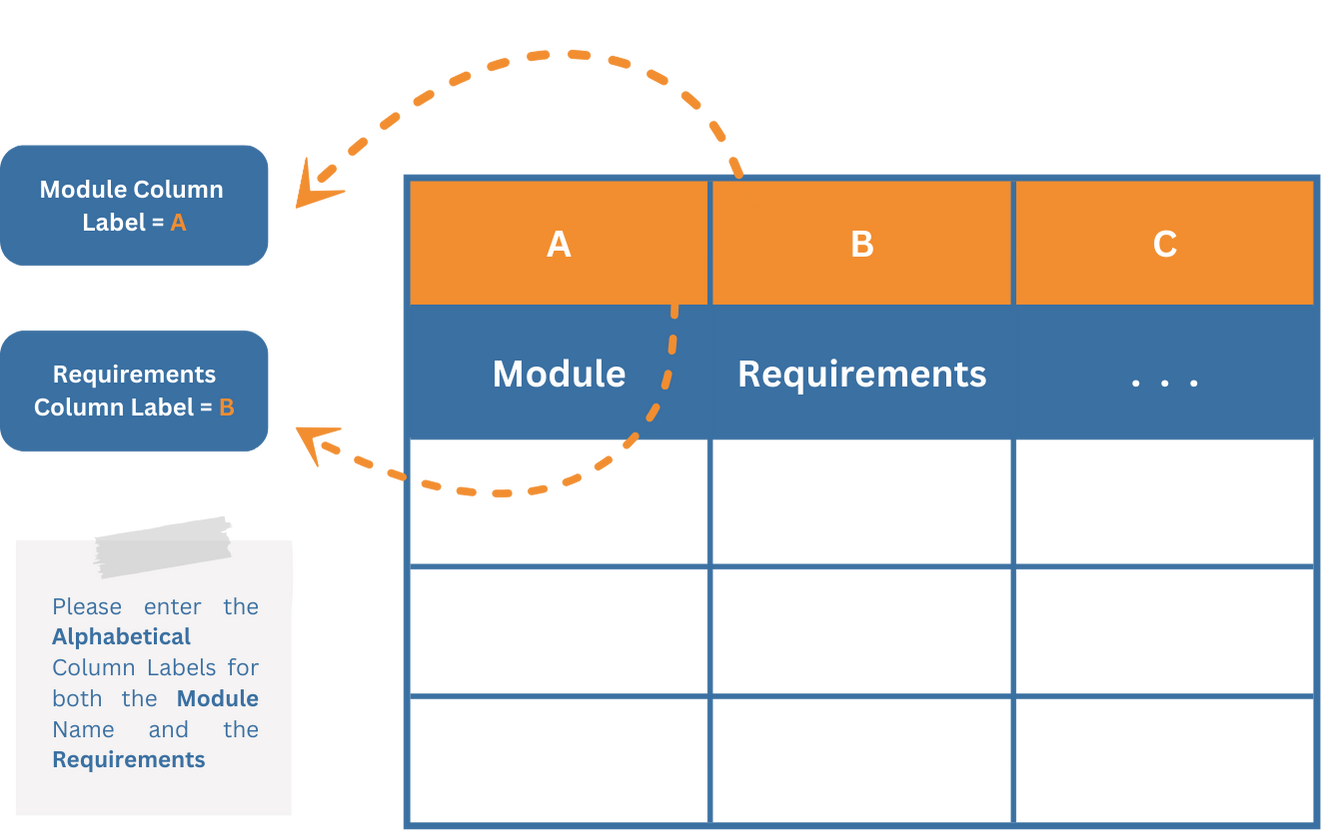 Module Column
Label = A
Requirements
Column Label = B
Please enter the
Alphabetical
Column Labels for
both the Module
Name and the
Requirements
A B C
Module Requirements . . .